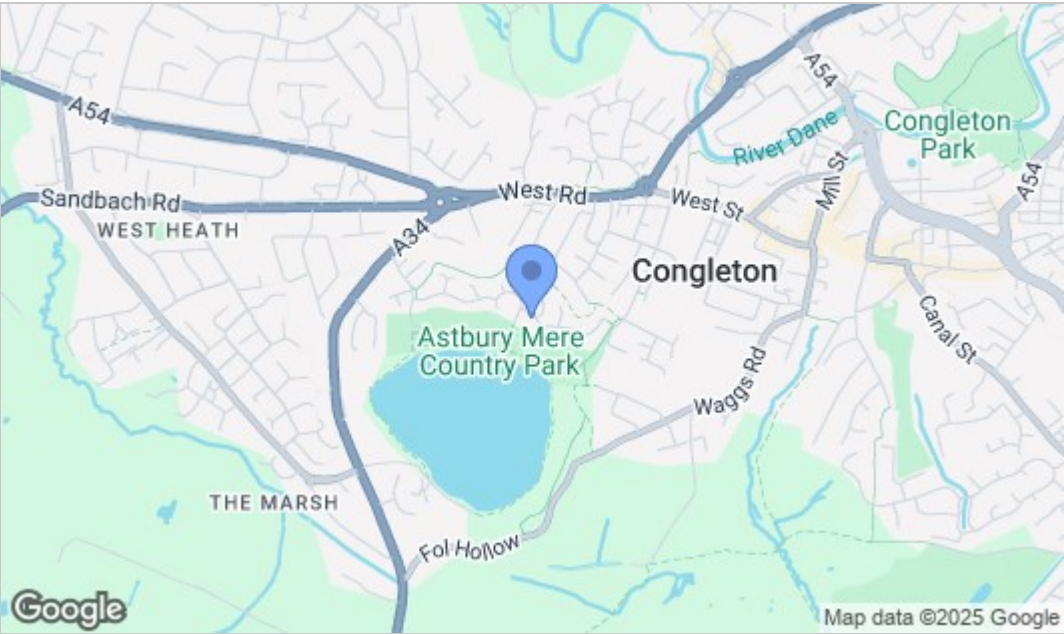 A54
A54
Congleton
Park
River Dane
Mill St
A54
Sandbach Rd
West Rd
West St
WEST HEATH
A34
Congleton
Canal St
Astbury Mere
Country Park
Waggs Rd
THE MARSH
Fol Hollow
Google
Map data ©2025 Google